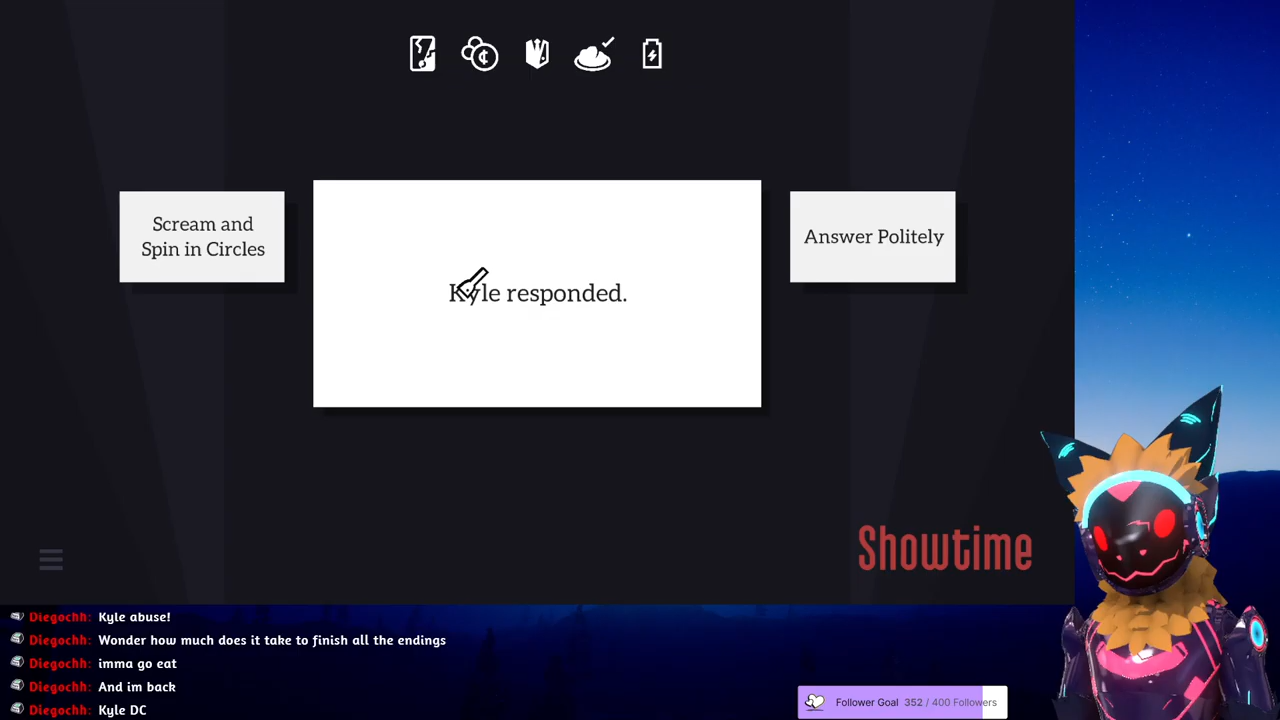 Scream and
Spin in Circles
Kyle responded.
Answer Politely
Showtime
Diegochh: Kyle abuse!
Diegochh: Wonder how much does it take to finish all the endings
Diegochh: imma go eat
Diegochh: And im back
Diegochh: Kyle DC
Follower Goal 352 / 400 Followers